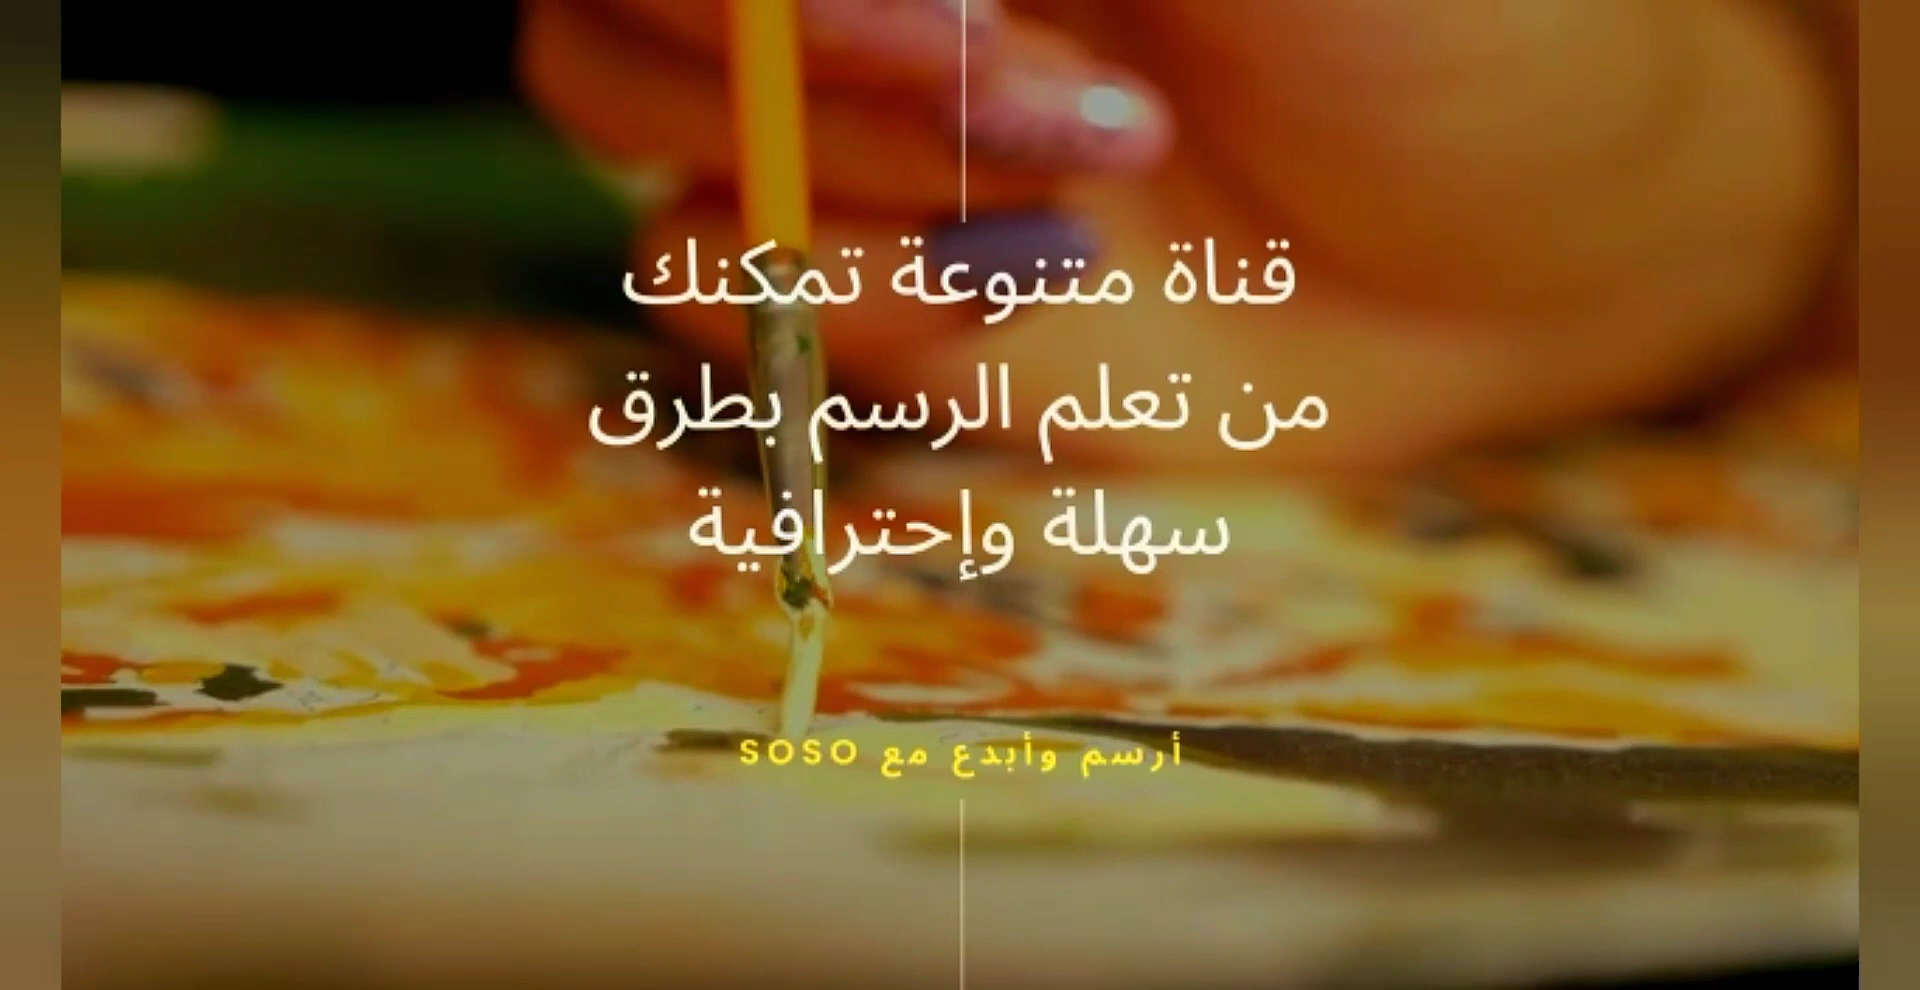 قناة متنوعة تمكنك
من تعلم الرسم بطرق
سهلة وإحترافية
أرسم وأبدع مع SOSO